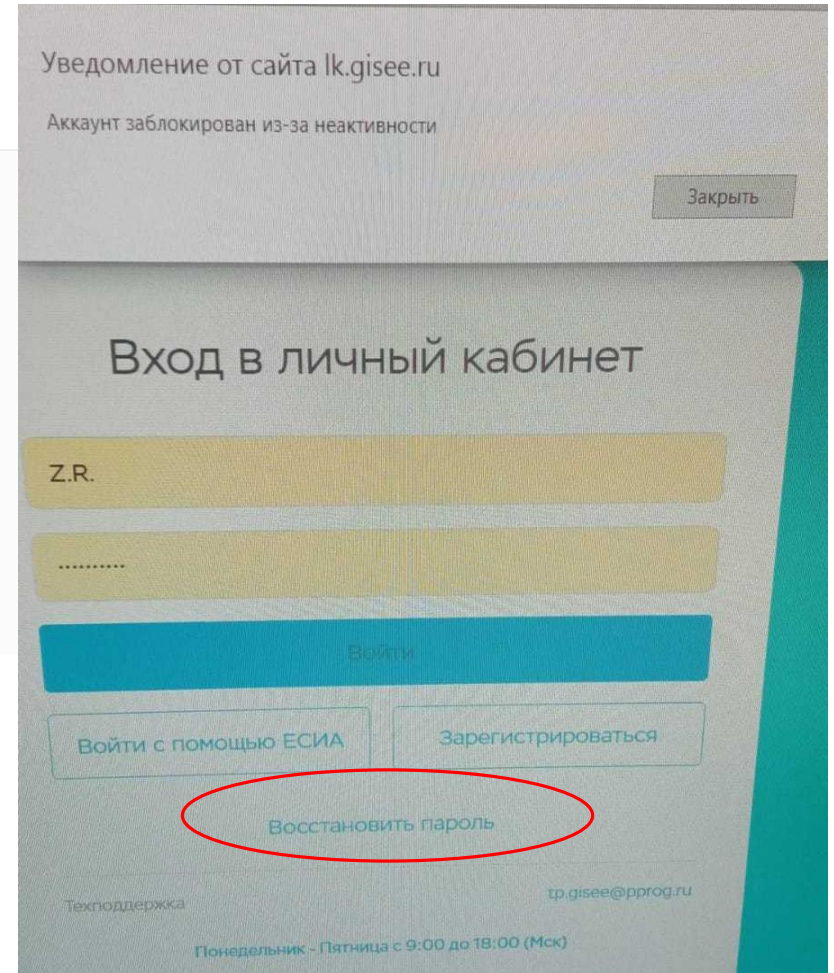 Уведомление от сайта lk.gisee.ru
Аккаунт заблокирован из-за неактивности
Закрыть
Вход в личный кабинет
Z.R.
..........
Войти
Войти с помощью ЕСИА
Зарегистрироваться
Восстановить пароль
Техподдержка
tp.gisee@pprog.ru
Понедельник - Пятница с 9:00 до 18:00 (Мск)